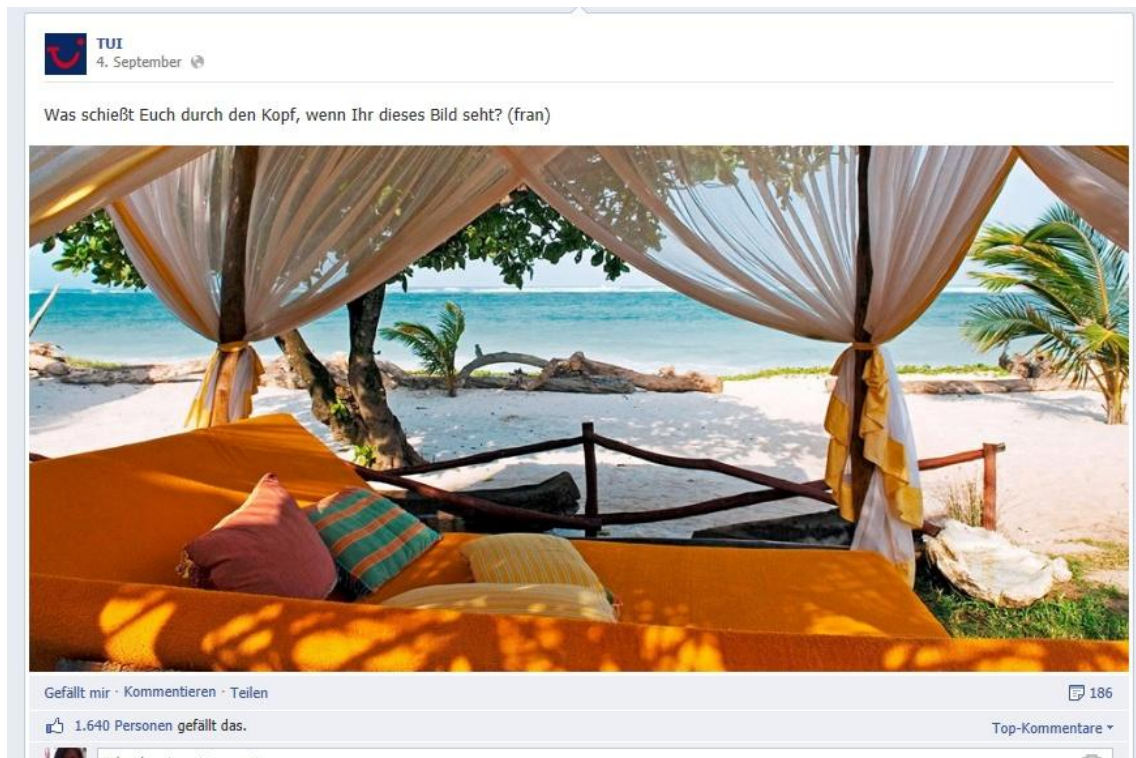 TUI
4. September
Was schießt Euch durch den Kopf, wenn Ihr dieses Bild seht? (fran)
Gefällt mir · Kommentieren · Teilen
186
1.640 Personen gefällt das.
Top-Kommentare